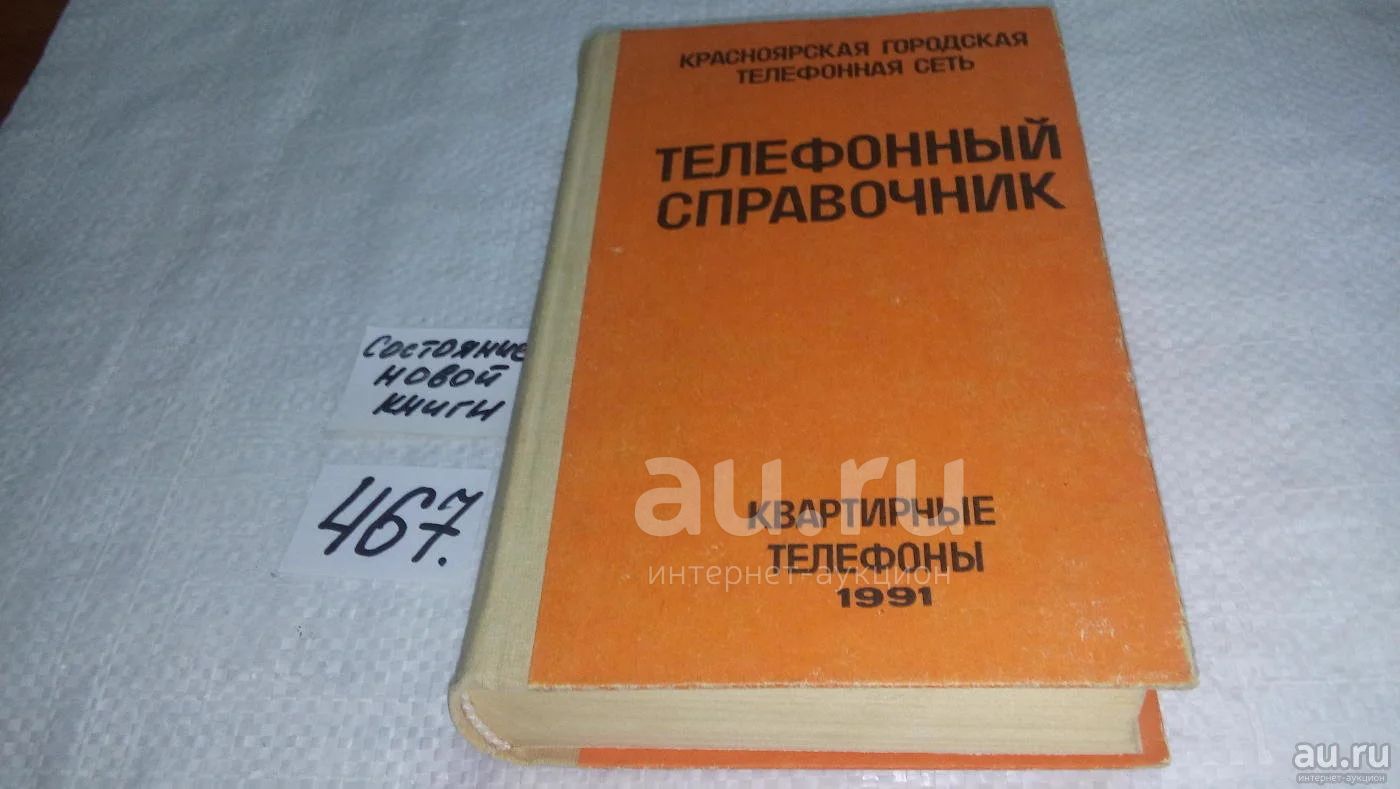 КРАСНОЯРСКАЯ ГОРОДСКАЯ
ТЕЛЕФОННАЯ СЕТЬ
ТЕЛЕФОННЫЙ
СПРАВОЧНИК
Состояние
новой
книги
467.
au.ru
КВАРТИРНЫЕ
ТЕЛЕФОНЫ
интернет-аукцион
1991
au.ru
интернет-аукцион